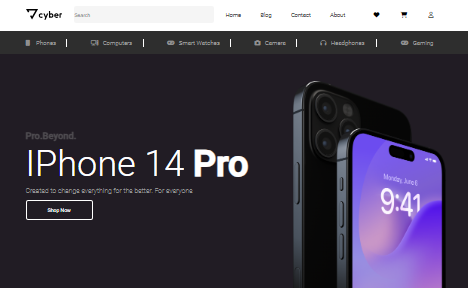 cyber
Search
Home Blog Contact About
Phones Computers Smart Watches Camera Headphones Gaming
Pro.Beyond.
IPhone 14 Pro
Created to change everything for the better. For everyone
Shop Now
Monday, June 6
9:41